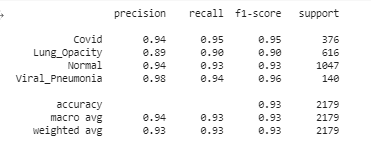 precision recall f1-score support
Covid 0.94 0.95 0.95 376
Lung_Opacity 0.89 0.90 0.90 616
Normal 0.94 0.93 0.93 1047
Viral_Pneumonia 0.98 0.94 0.96 140
accuracy 0.93 2179
macro avg 0.94 0.93 0.93 2179
weighted avg 0.93 0.93 0.93 2179